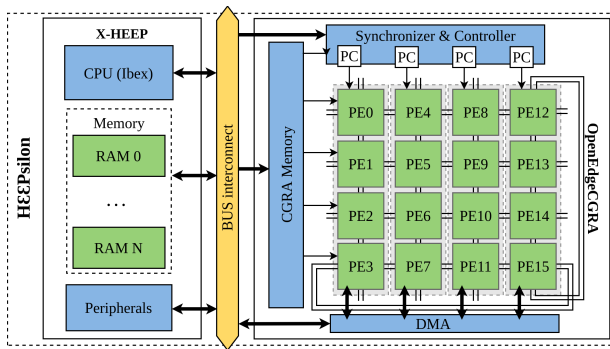 HƐƐPsilon
X-HEEP
CPU (Ibex)
Memory
RAM 0
...
RAM N
Peripherals
BUS interconnect
CGRA Memory
Synchronizer & Controller
PC PC PC PC
PE0 PE4 PE8 PE12
PE1 PE5 PE9 PE13
PE2 PE6 PE10 PE14
PE3 PE7 PE11 PE15
DMA
OpenEdgeCGRA